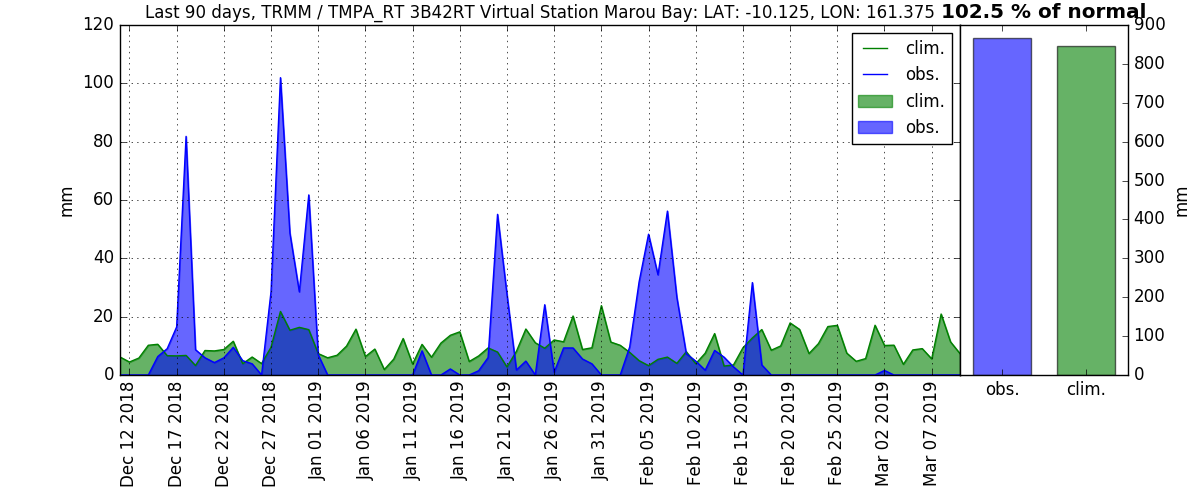 Last 90 days, TRMM / TMPA_RT 3B42RT Virtual Station Marou Bay: LAT: -10.125, LON: 161.375 102.5 % of normal
120
100
80
60
40
20
0
mm
clim.
obs.
clim.
obs.
900
800
700
600
500
400
300
200
100
0
mm
obs.
clim.
Dec 12 2018
Dec 17 2018
Dec 22 2018
Dec 27 2018
Jan 01 2019
Jan 06 2019
Jan 11 2019
Jan 16 2019
Jan 21 2019
Jan 26 2019
Jan 31 2019
Feb 05 2019
Feb 10 2019
Feb 15 2019
Feb 20 2019
Feb 25 2019
Mar 02 2019
Mar 07 2019